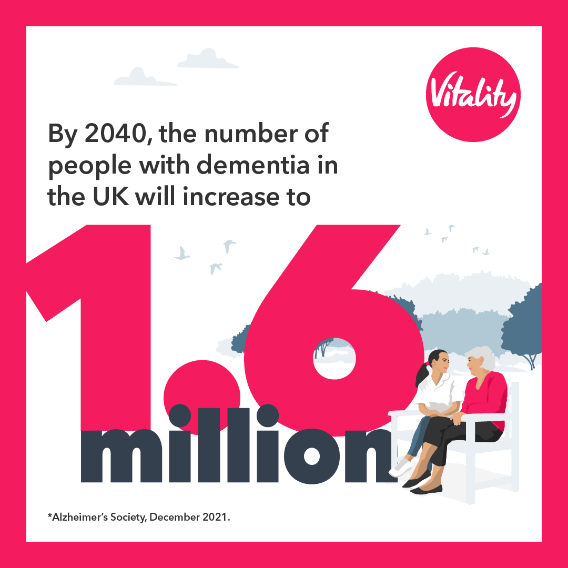 Vitality
By 2040, the number of
people with dementia in
the UK will increase to
1.6
million
*Alzheimer's Society, December 2021.